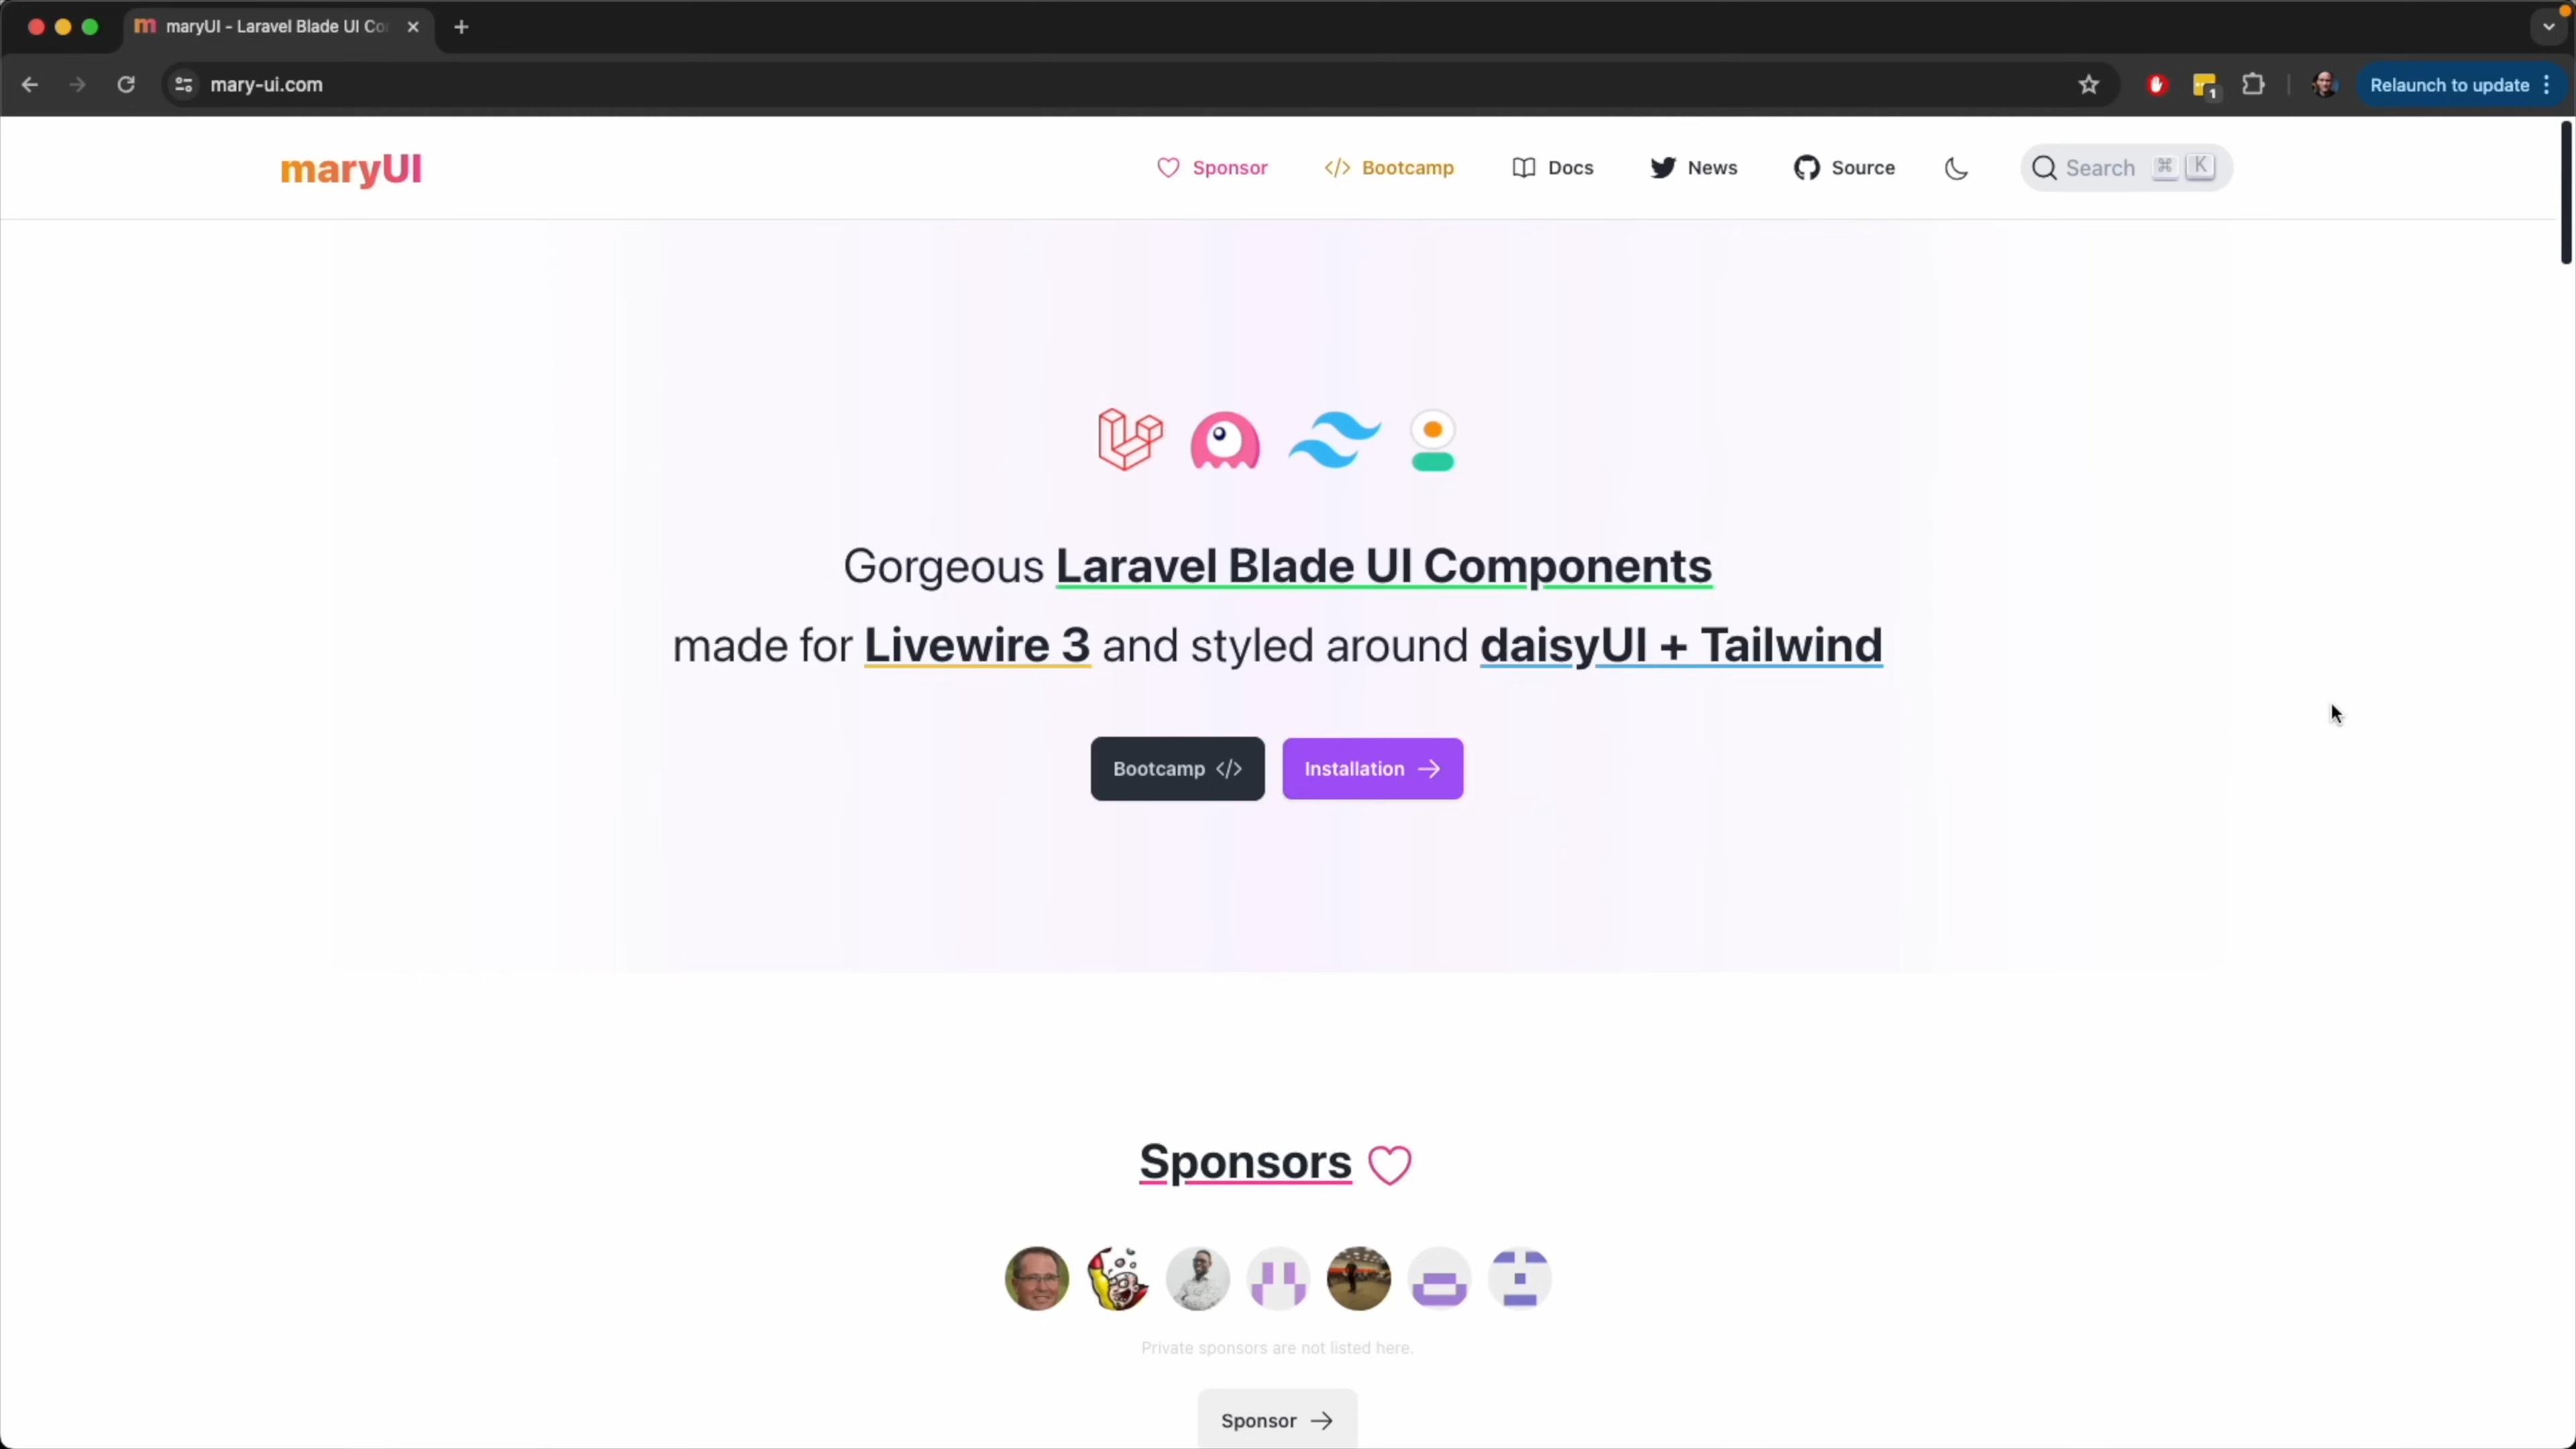 maryUI - Laravel Blade UI Co
mary-ui.com
1
Relaunch to update
maryUI
Sponsor
Bootcamp
Docs
News
Source
Search ⌘ K
Gorgeous Laravel Blade UI Components
made for Livewire 3 and styled around daisyUI + Tailwind
Bootcamp </>
Installation →
Sponsors
Private sponsors are not listed here.
Sponsor →